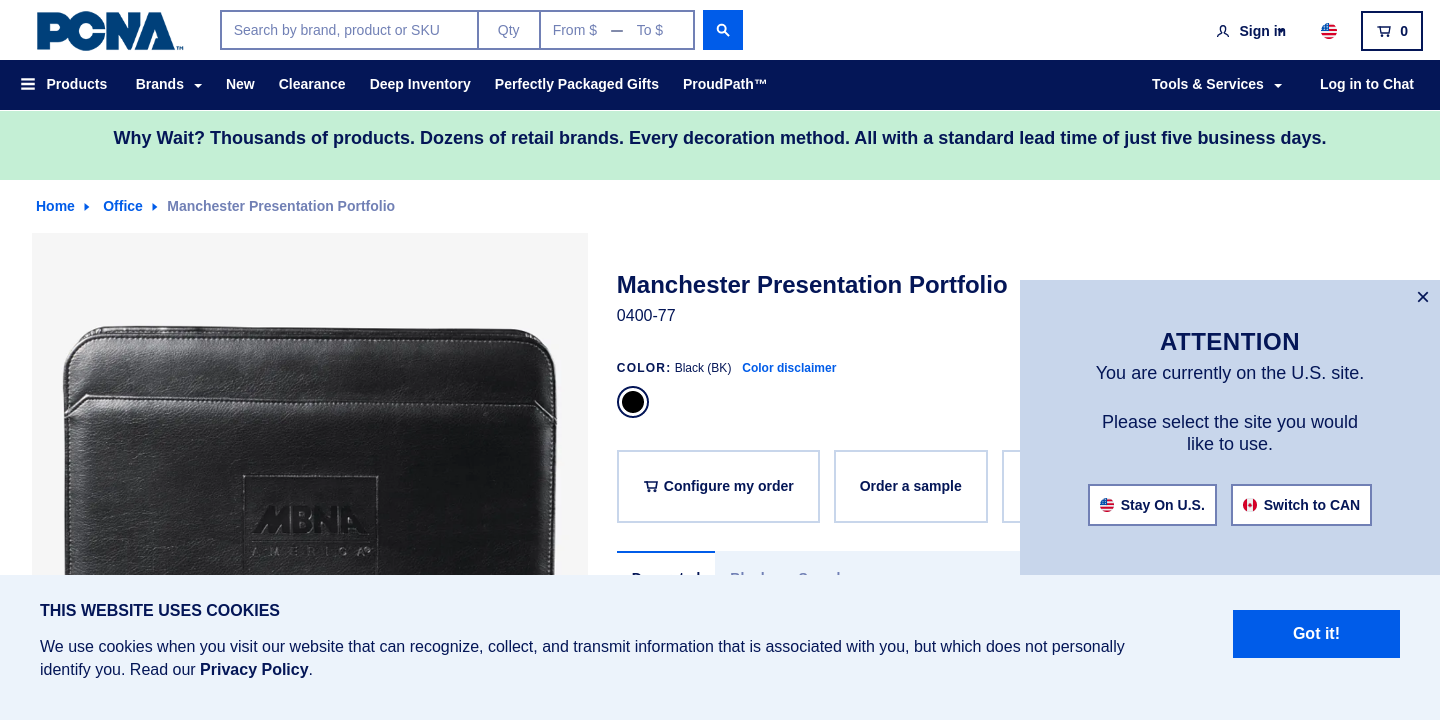 PCNA™
Search by brand, product or SKU
Qty
From $ — To $
Sign in
0
Products
Brands
New
Clearance
Deep Inventory
Perfectly Packaged Gifts
ProudPath™
Tools & Services
Log in to Chat
Why Wait? Thousands of products. Dozens of retail brands. Every decoration method. All with a standard lead time of just five business days.
Home
Office
Manchester Presentation Portfolio
MBNA
AMERICA®
Manchester Presentation Portfolio
0400-77
COLOR: Black (BK) Color disclaimer
Configure my order
Order a sample
×
ATTENTION
You are currently on the U.S. site.
Please select the site you would
like to use.
Stay On U.S.
Switch to CAN
THIS WEBSITE USES COOKIES
We use cookies when you visit our website that can recognize, collect, and transmit information that is associated with you, but which does not personally
identify you. Read our Privacy Policy.
Got it!